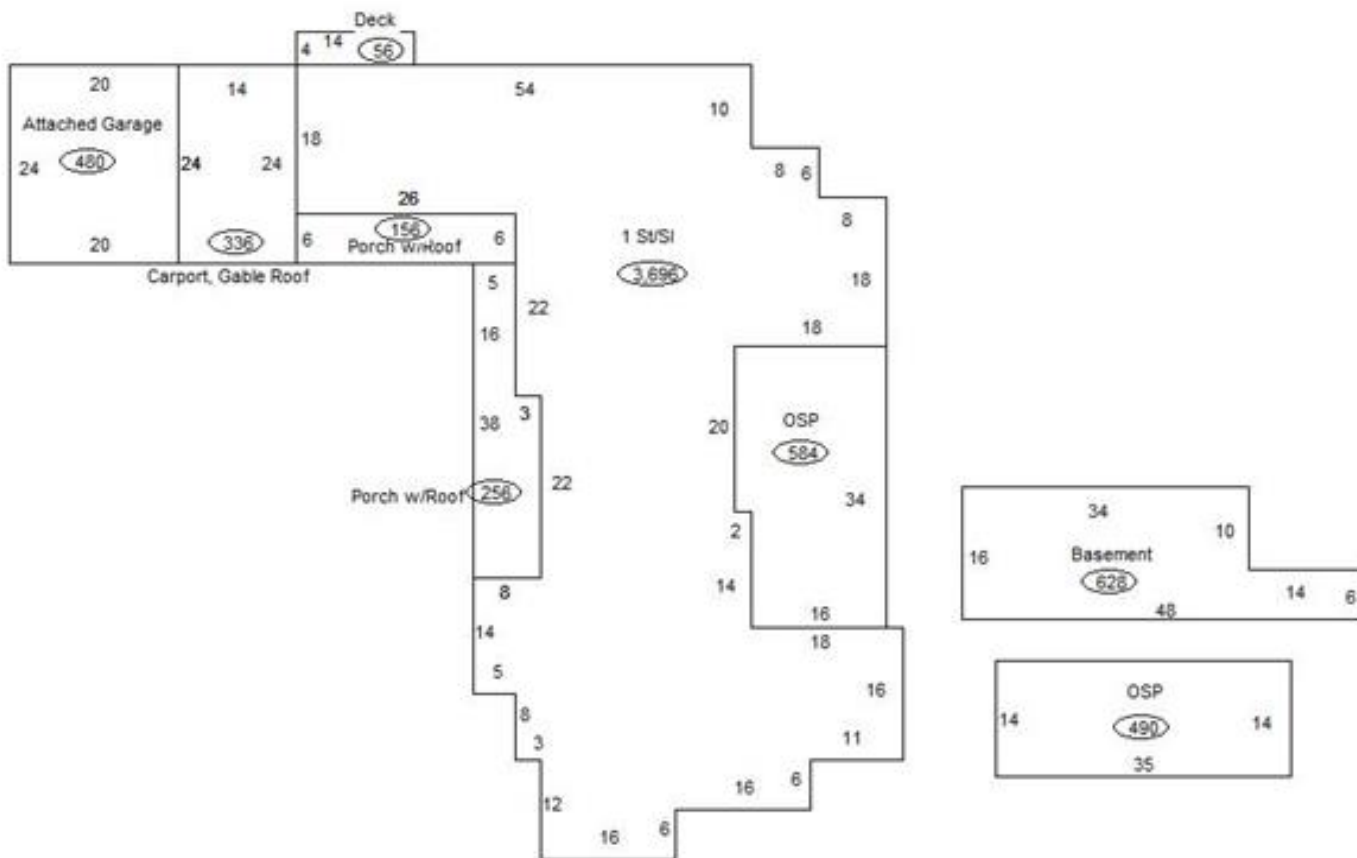 Deck
4 14 56
20 14 54 10
Attached Garage
480
24 24 24 18
8 6
26
8
20 336 6 156 6
Porch w/Roof
Carport, Gable Roof
1 St/Sl
3,696
5
22
16
18
18
3
38
20
OSP
584
22
34
Porch w/Roof 256
2
14
16
8
14
18
5
16
8
3
11
12
16 6
16 6
34
10
16
Basement
628
14 6
48
OSP
14 490 14
35